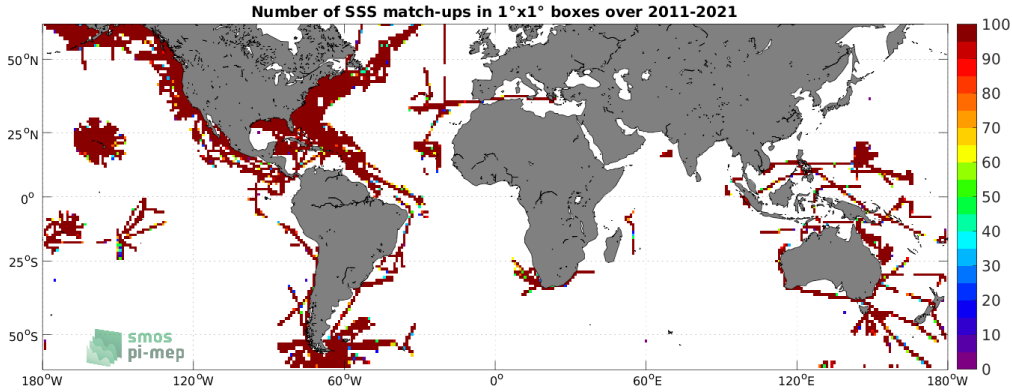 Number of SSS match-ups in 1°x1° boxes over 2011-2021
50°N
25°N
0°
25°S
50°S
180°W
120°W
60°W
0°
60°E
120°E
180°W
100
90
80
70
60
50
40
30
20
10
0
smos
pi-mep